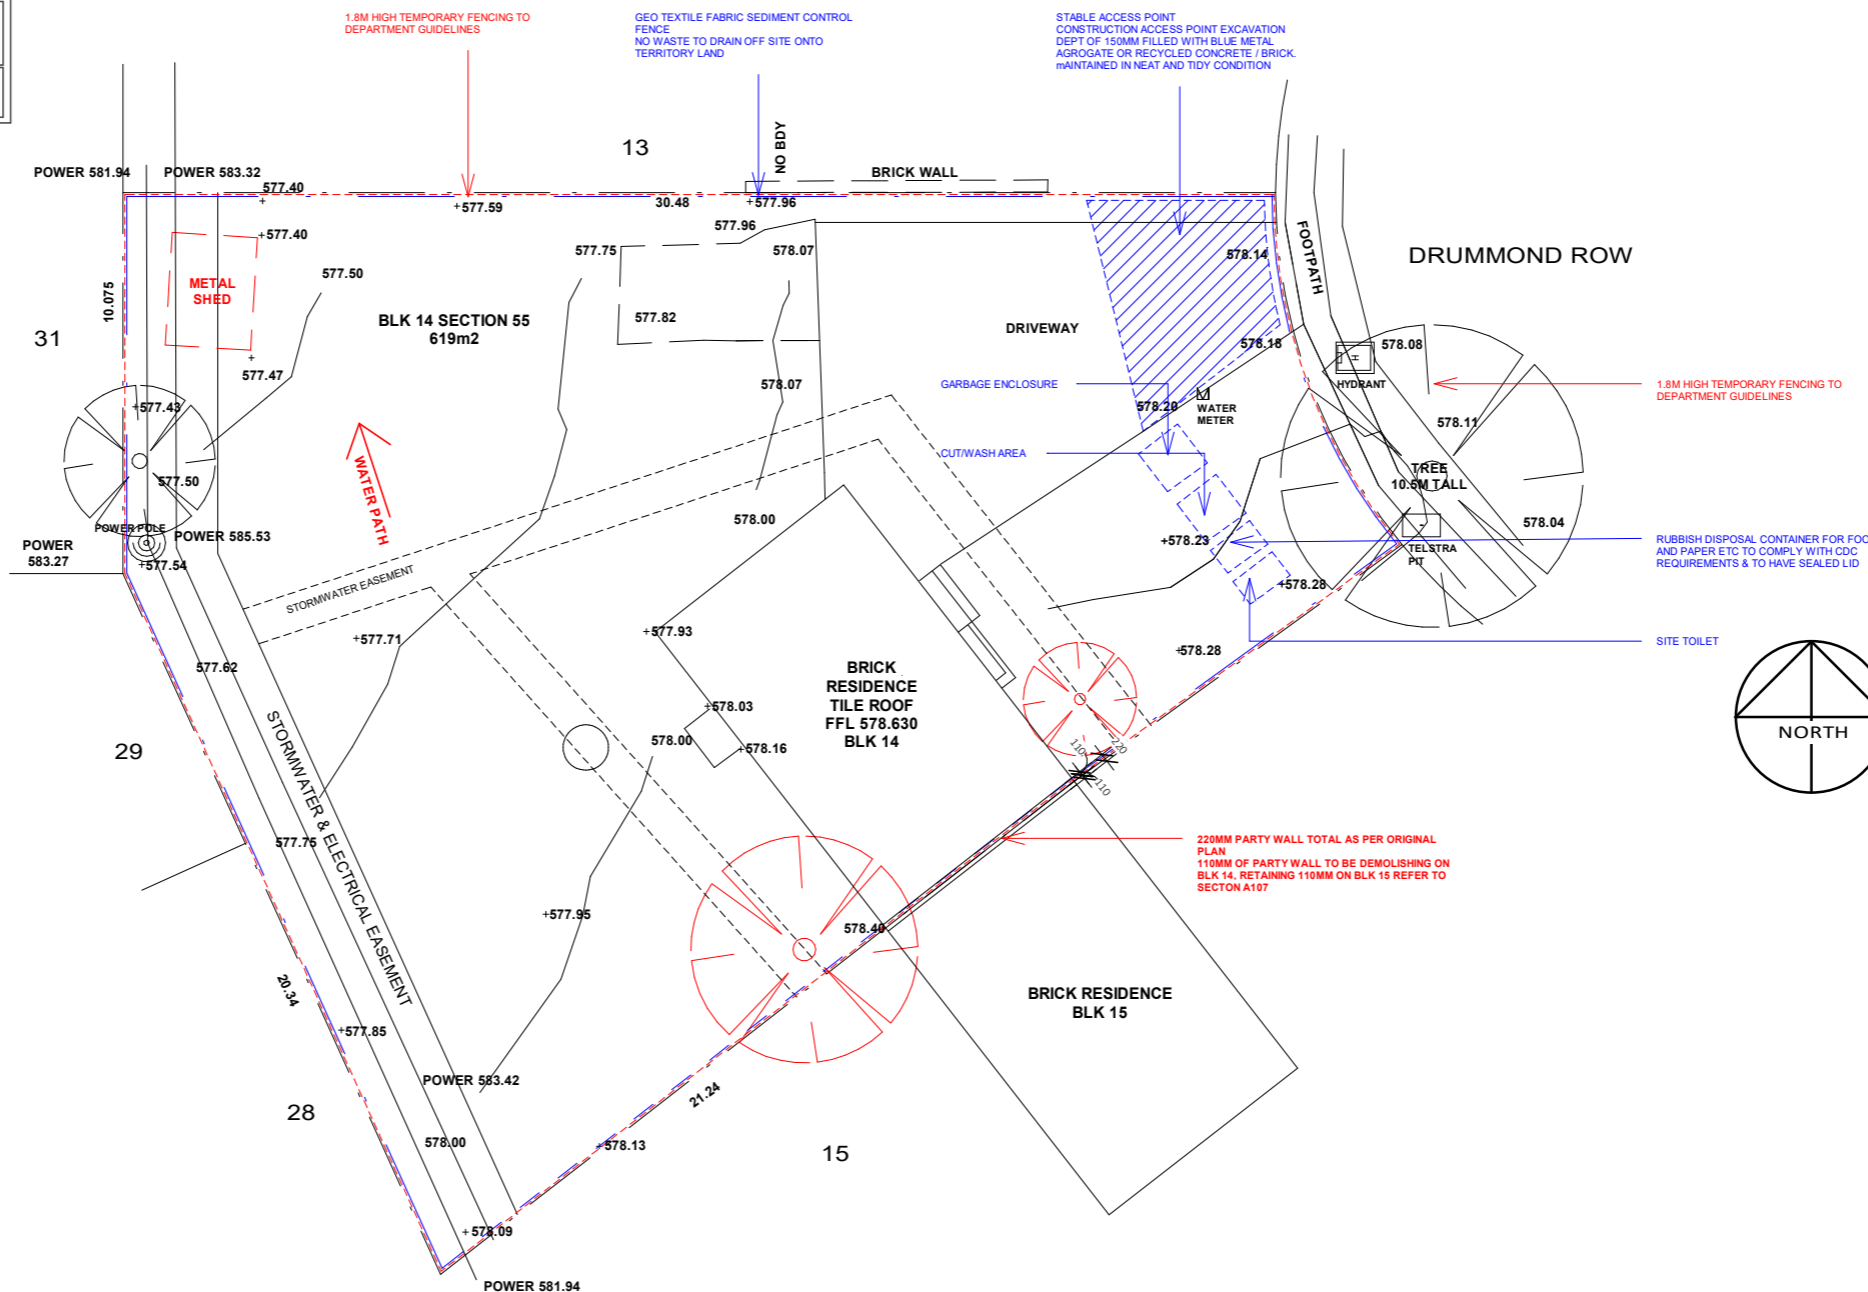 1.8M HIGH TEMPORARY FENCING TO
DEPARTMENT GUIDELINES
GEO TEXTILE FABRIC SEDIMENT CONTROL
FENCE
NO WASTE TO DRAIN OFF SITE ONTO
TERRITORY LAND
STABLE ACCESS POINT
CONSTRUCTION ACCESS POINT EXCAVATION
DEPT OF 150MM FILLED WITH BLUE METAL
AGROGATE OR RECYCLED CONCRETE / BRICK.
mAINTAINED IN NEAT AND TIDY CONDITION
13
NO BDY
BRICK WALL
POWER 581.94
POWER 583.32
577.40
+577.59
30.48
+577.96
577.96
577.75
578.07
578.14
FOOTPATH
DRUMMOND ROW
+577.40
577.50
METAL
SHED
10.075
31
BLK 14 SECTION 55
619m2
577.82
DRIVEWAY
578.18
578.08
HYDRANT
577.47
578.07
GARBAGE ENCLOSURE
578.20
WATER
METER
1.8M HIGH TEMPORARY FENCING TO
DEPARTMENT GUIDELINES
+577.43
578.11
CUT/WASH AREA
577.50
WATER PATH
TREE
10.5M TALL
578.00
578.04
POWER POLE
POWER 585.53
POWER
583.27
+577.54
+578.23
TELSTRA
PIT
RUBBISH DISPOSAL CONTAINER FOR FOO
AND PAPER ETC TO COMPLY WITH CDC
REQUIREMENTS & TO HAVE SEALED LID
STORMWATER EASEMENT
+578.28
+577.71
+577.93
+578.28
SITE TOILET
577.62
BRICK
RESIDENCE
TILE ROOF
FFL 578.630
BLK 14
+578.03
578.00
+578.16
NORTH
29
STORMWATER & ELECTRICAL EASEMENT
110
220
110
577.75
220MM PARTY WALL TOTAL AS PER ORIGINAL
PLAN
110MM OF PARTY WALL TO BE DEMOLISHING ON
BLK 14, RETAINING 110MM ON BLK 15 REFER TO
SECTON A107
+577.95
578.40
20.34
BRICK RESIDENCE
BLK 15
+577.85
POWER 583.42
21.24
28
578.00
+578.13
15
+578.09
POWER 581.94